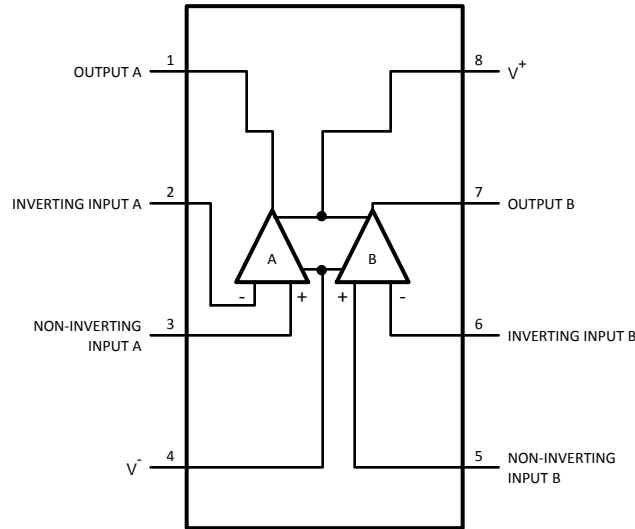 1
OUTPUT A
8
V+
2
INVERTING INPUT A
7
OUTPUT B
A
B
-
+
+
-
3
NON-INVERTING
INPUT A
6
INVERTING INPUT B
4
V-
5
NON-INVERTING
INPUT B